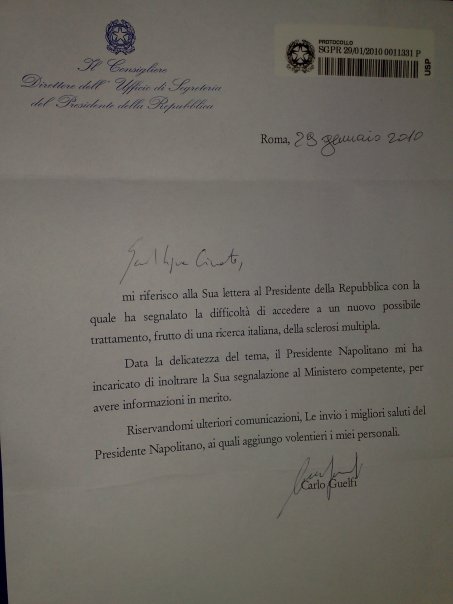 PROTOCOLLO
SGPR 29/01/2010 0011331 P
USP
Il Consigliere
Direttore dell' Ufficio di Segreteria
del Presidente della Repubblica
Roma, 29 gennaio 2010
mi riferisco alla Sua lettera al Presidente della Repubblica con la
quale ha segnalato la difficoltà di accedere a un nuovo possibile
trattamento, frutto di una ricerca italiana, della sclerosi multipla.
Data la delicatezza del tema, il Presidente Napolitano mi ha
incaricato di inoltrare la Sua segnalazione al Ministero competente, per
avere informazioni in merito.
Riservandomi ulteriori comunicazioni, Le invio i migliori saluti del
Presidente Napolitano, ai quali aggiungo volentieri i miei personali.
Carlo Guelfi